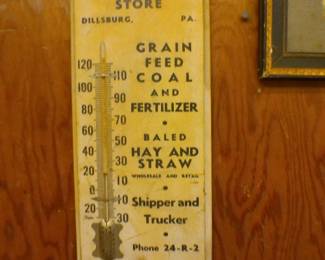 STORE
DILLSBURG, PA.
GRAIN
FEED
COAL
AND
FERTILIZER
BALED
HAY AND
STRAW
WHOLESALE AND RETAIL
Shipper and
Trucker
Phone 24-R-2
120
110
100
90
80
70
60
50
40
30
20
10
0
10
20
30